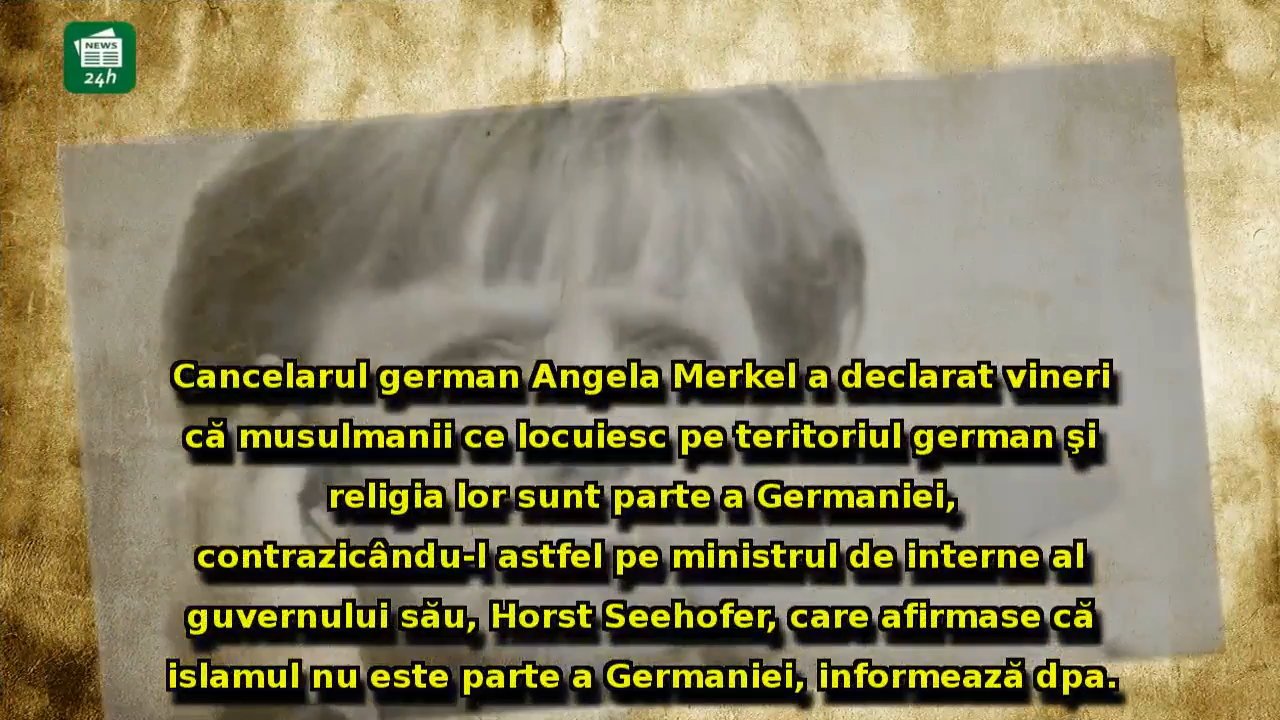 NEWS
24h
Cancelarul german Angela Merkel a declarat vineri
că musulmanii ce locuiesc pe teritoriul german şi
religia lor sunt parte a Germaniei,
contrazicându-l astfel pe ministrul de interne al
guvernului său, Horst Seehofer, care afirmase că
islamul nu este parte a Germaniei, informează dpa.